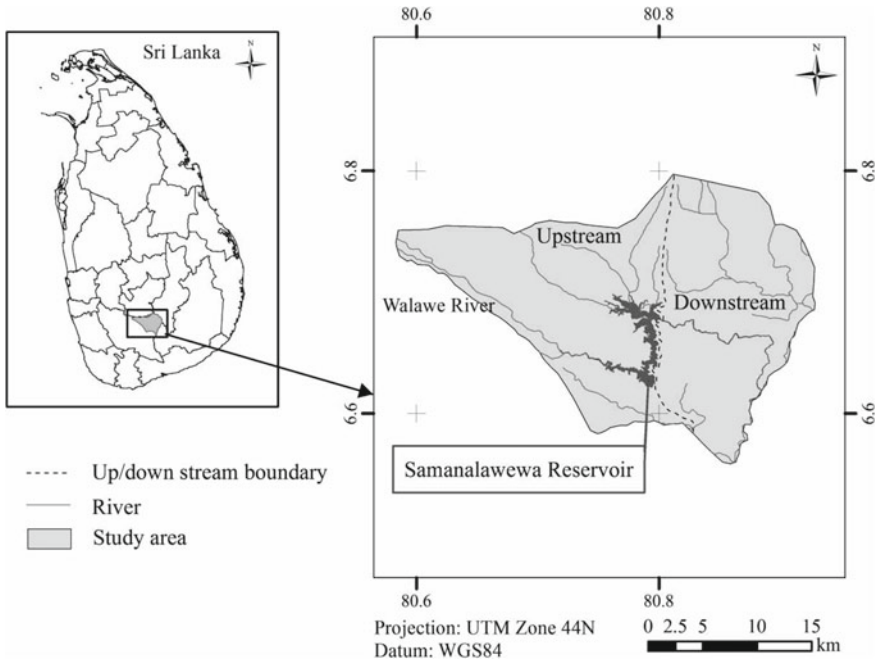 Sri Lanka
N
80.6
80.8
N
6.8
6.8
Upstream
Walawe River
Downstream
6.6
6.6
Samanalawewa Reservoir
Up/down stream boundary
River
Study area
80.6
80.8
Projection: UTM Zone 44N
Datum: WGS84
0 2.5 5 10 15
km